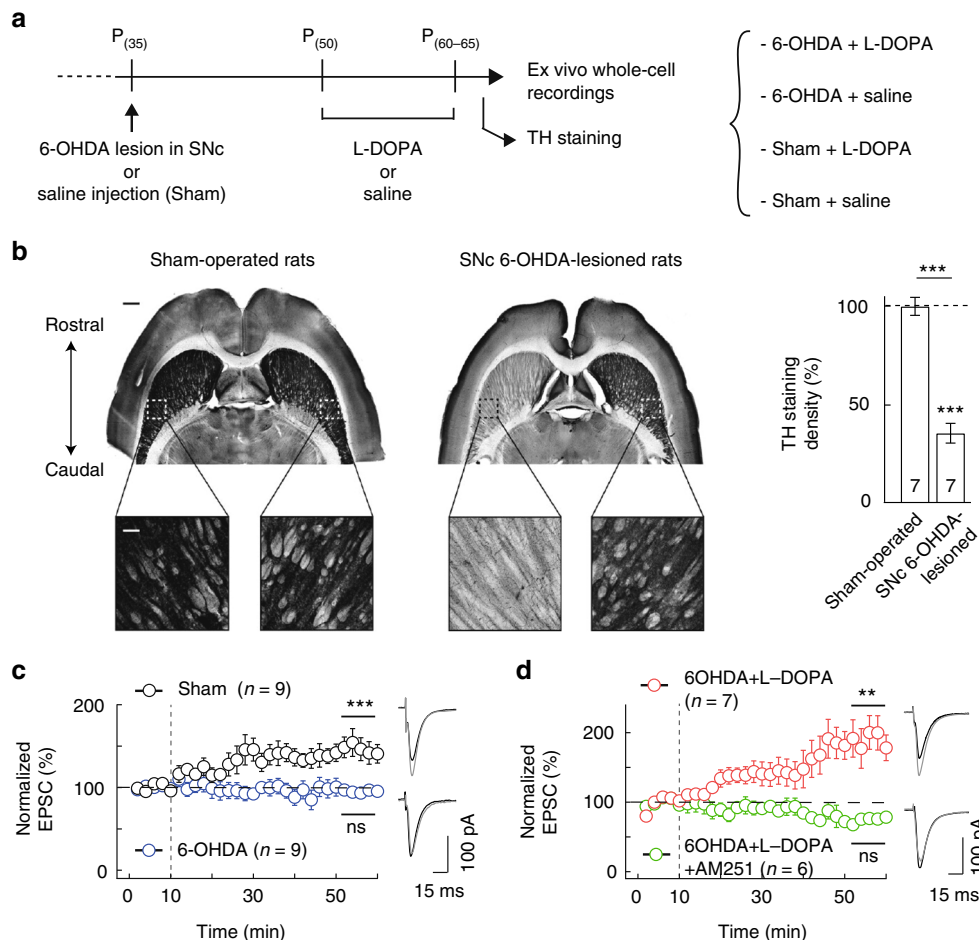 a
P(35)
P(50)
P(60–65)
Ex vivo whole-cell
recordings
TH staining
6-OHDA lesion in SNc
or
saline injection (Sham)
L-DOPA
or
saline
- 6-OHDA + L-DOPA
- 6-OHDA + saline
- Sham + L-DOPA
- Sham + saline
b
Sham-operated rats
SNc 6-OHDA-lesioned rats
Rostral
Caudal
***
100
***
50
0
7
7
TH staining
density (%)
Sham-operated
SNc 6-OHDA-
lesioned
c
Sham (n = 9)
***
200
100
0
Normalized
EPSC (%)
ns
6-OHDA (n = 9)
10
30
50
Time (min)
100 pA
15 ms
d
6OHDA+L–DOPA
(n = 7)
**
200
100
0
Normalized
EPSC (%)
6OHDA+L–DOPA
+AM251 (n = 6)
ns
10
30
50
Time (min)
100 pA
15 ms